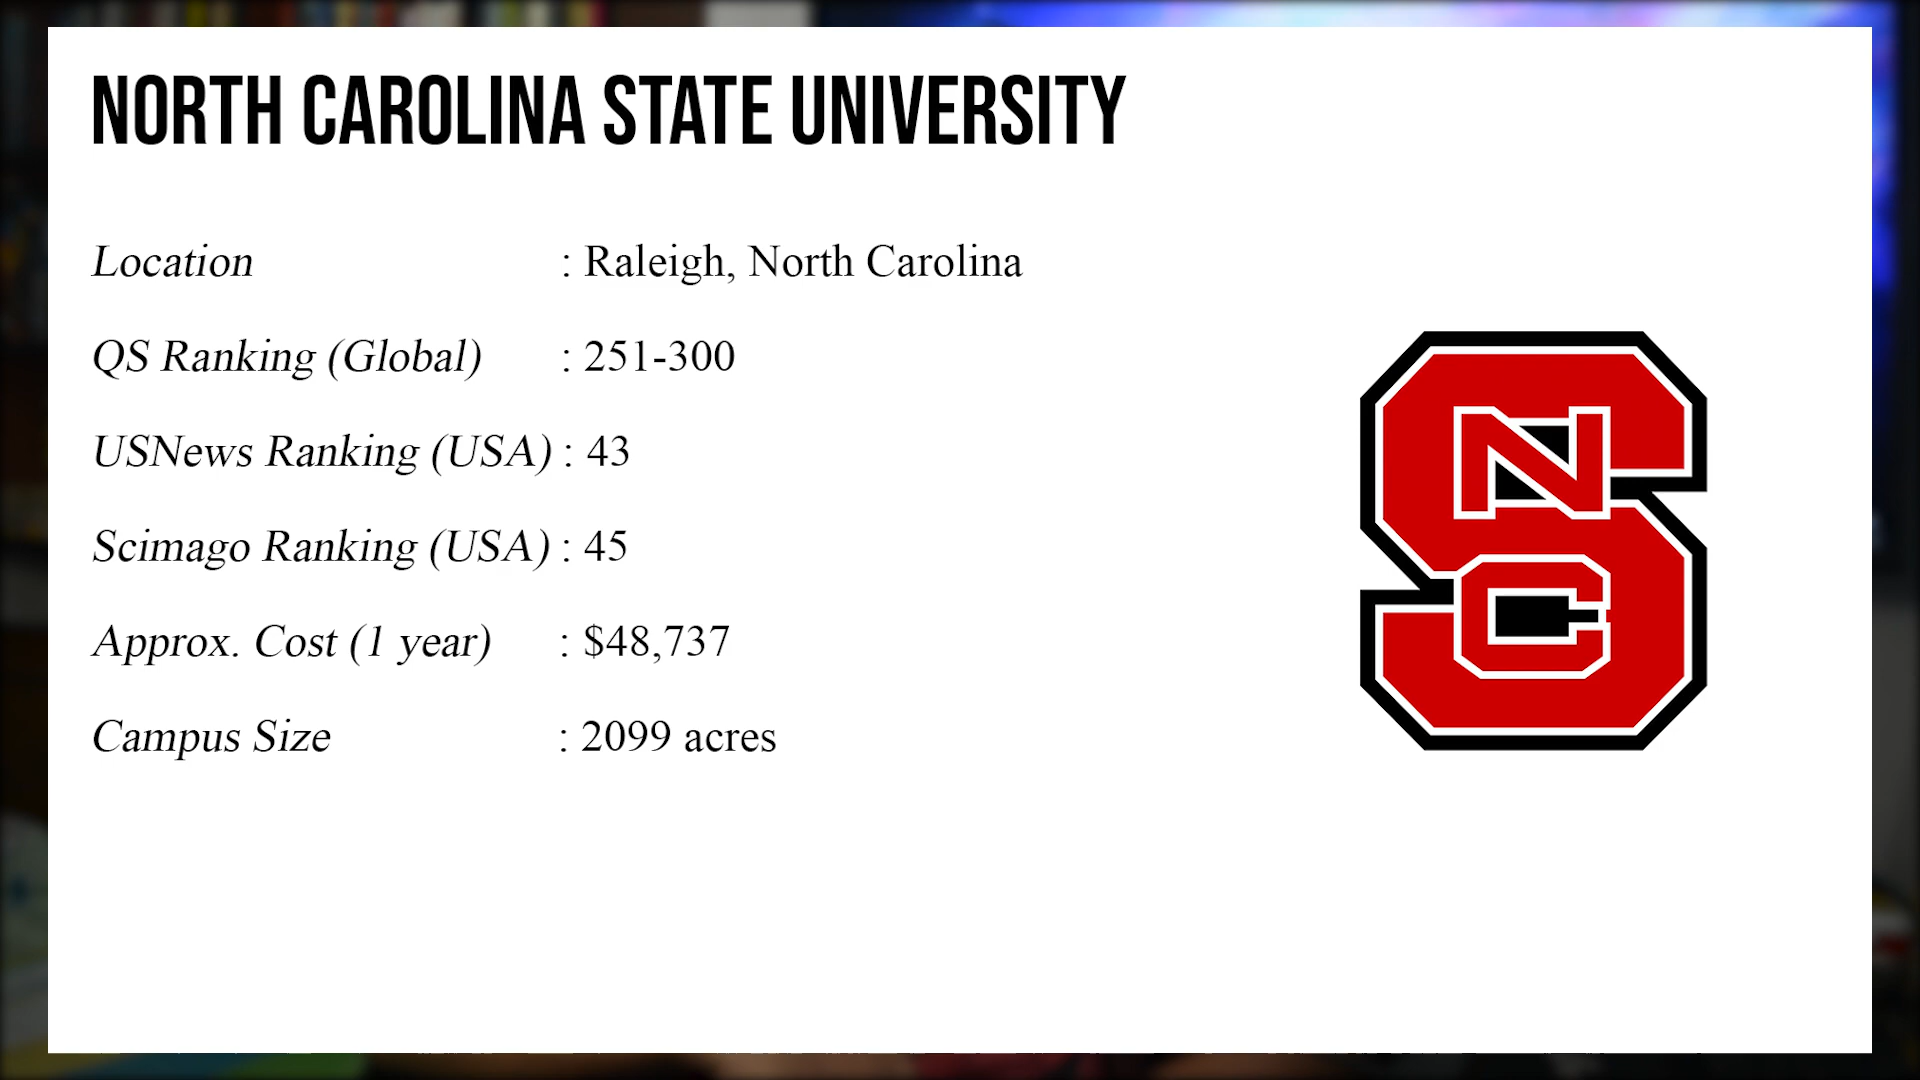 NORTH CAROLINA STATE UNIVERSITY
Location : Raleigh, North Carolina
QS Ranking (Global) : 251-300
USNews Ranking (USA) : 43
Scimago Ranking (USA) : 45
Approx. Cost (1 year) : $48,737
Campus Size : 2099 acres
NCS